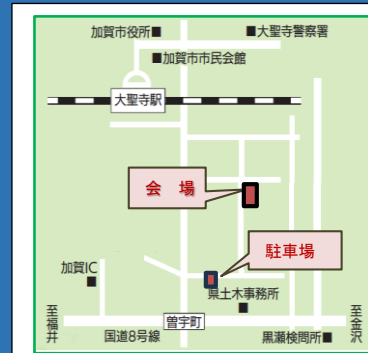 加賀市役所■
■大聖寺警察署
■加賀市市民会館
大聖寺駅
会　場
駐車場
加賀IC
■
県土木事務所
■
至福井
曽宇町
至金沢
国道8号線
黒瀬検問所■